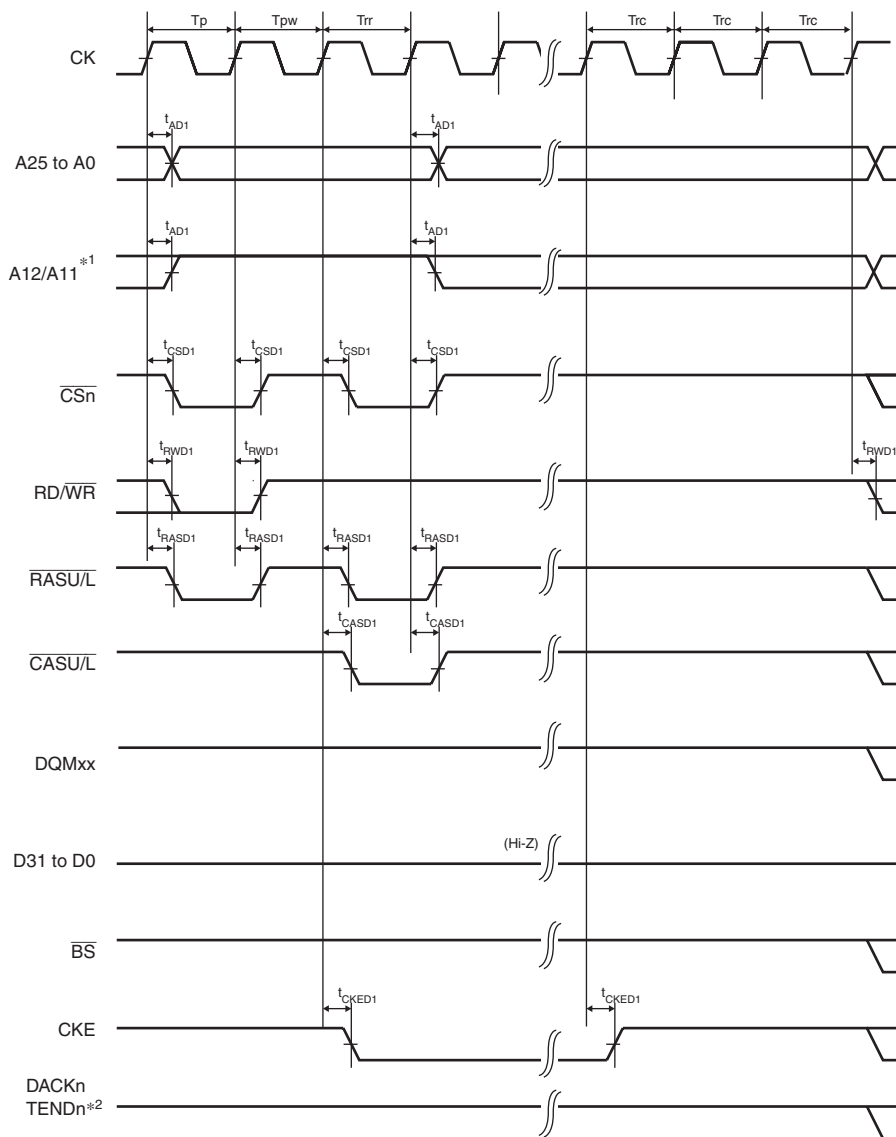 Tp Tpw Trr Trc Trc Trc
CK
tAD1 tAD1
A25 to A0
tAD1 tAD1
A12/A11*1
tCSD1 tCSD1 tCSD1 tCSD1
CSn
tRWD1 tRWD1 tRWD1
RD/WR
tRASD1 tRASD1 tRASD1 tRASD1
RASU/L
tCASD1 tCASD1
CASU/L
DQMxx
(Hi-Z)
D31 to D0
BS
tCKED1 tCKED1
CKE
DACKn
TENDn*2